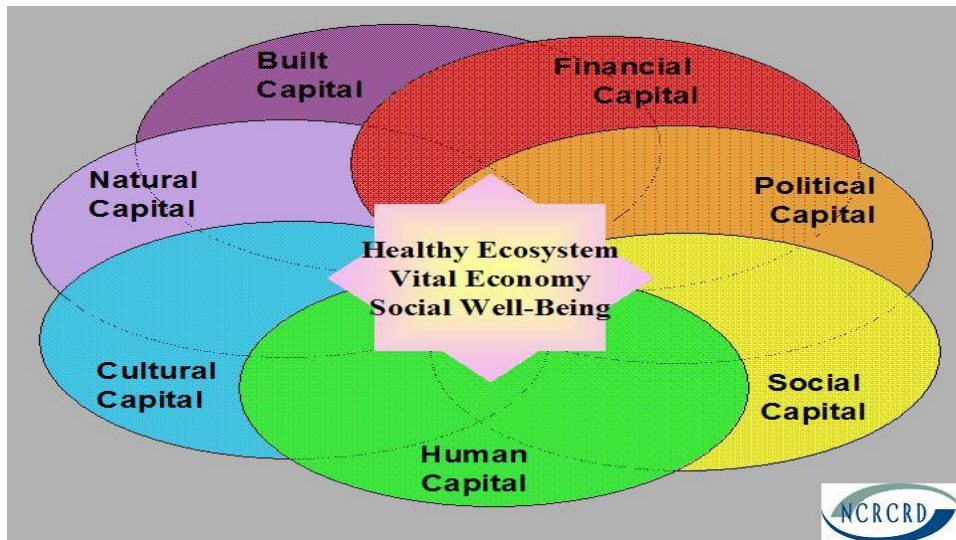 Built
Capital
Financial
Capital
Natural
Capital
Political
Capital
Healthy Ecosystem
Vital Economy
Social Well-Being
Cultural
Capital
Social
Capital
Human
Capital
NCRCRD